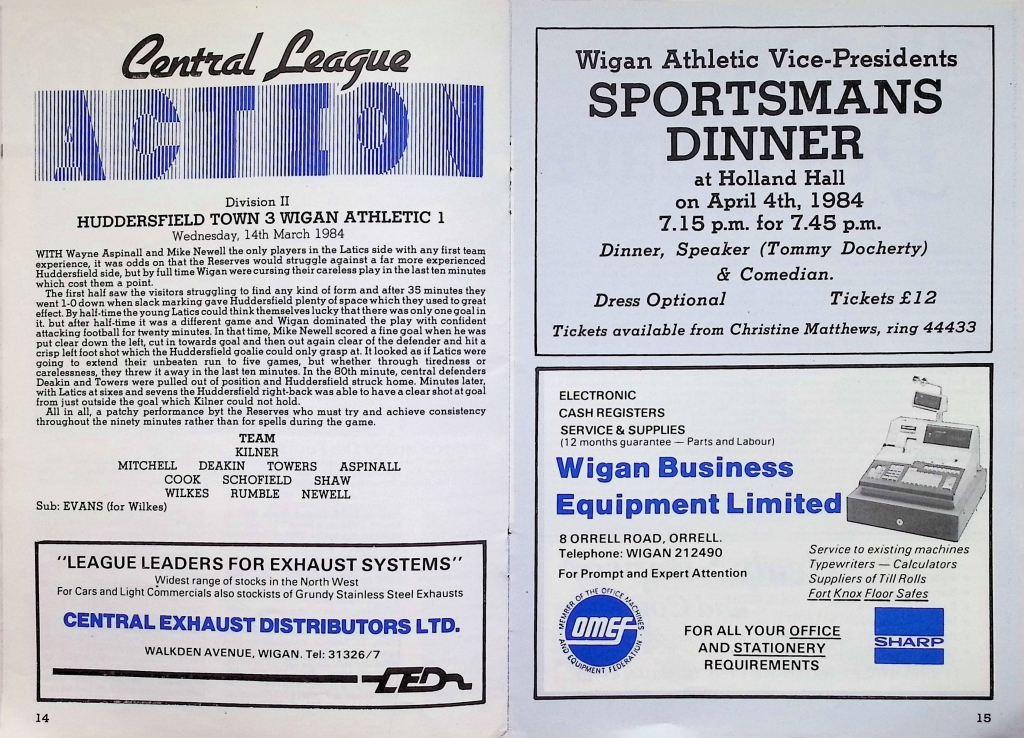 Central League
ACTION
Division II
HUDDERSFIELD TOWN 3 WIGAN ATHLETIC 1
Wednesday, 14th March 1984
WITH Wayne Aspinall and Mike Newell the only players in the Latics side with any first team
experience, it was odds on that the Reserves would struggle against a far more experienced
Huddersfield side, but by full time Wigan were cursing their careless play in the last ten minutes
which cost them a point.
The first half saw the visitors struggling to find any kind of form and after 35 minutes they
went 1-0 down when slack marking gave Huddersfield plenty of space which they used to great
effect. By half-time the young Latics could think themselves lucky that there was only one goal in
it. but after half-time it was a different game and Wigan dominated the play with confident
attacking football for twenty minutes. In that time, Mike Newell scored a fine goal when he was
put clear down the left, cut in towards goal and then out again clear of the defender and hit a
crisp left foot shot which the Huddersfield goalie could only grasp at. It looked as if Latics were
going to extend their unbeaten run to five games, but whether through tiredness or
carelessness, they threw it away in the last ten minutes. In the 80th minute, central defenders
Deakin and Towers were pulled out of position and Huddersfield struck home. Minutes later,
with Latics at sixes and sevens the Huddersfield right-back was able to have a clear shot at goal
from just outside the goal which Kilner could not hold.
All in all, a patchy performance byt the Reserves who must try and achieve consistency
throughout the ninety minutes rather than for spells during the game.
TEAM
KILNER
MITCHELL DEAKIN TOWERS ASPINALL
COOK SCHOFIELD SHAW
WILKES RUMBLE NEWELL
Sub: EVANS (for Wilkes)
"LEAGUE LEADERS FOR EXHAUST SYSTEMS"
Widest range of stocks in the North West
For Cars and Light Commercials also stockists of Grundy Stainless Steel Exhausts
CENTRAL EXHAUST DISTRIBUTORS LTD.
WALKDEN AVENUE, WIGAN. Tel: 31326/7
CED
14
Wigan Athletic Vice-Presidents
SPORTSMANS
DINNER
at Holland Hall
on April 4th, 1984
7.15 p.m. for 7.45 p.m.
Dinner, Speaker (Tommy Docherty)
& Comedian.
Dress Optional Tickets £12
Tickets available from Christine Matthews, ring 44433
ELECTRONIC
CASH REGISTERS
SERVICE & SUPPLIES
(12 months guarantee — Parts and Labour)
Wigan Business
Equipment Limited
8 ORRELL ROAD, ORRELL.
Telephone: WIGAN 212490
For Prompt and Expert Attention
Service to existing machines
Typewriters — Calculators
Suppliers of Till Rolls
Fort Knox Floor Safes
MEMBER OF THE OFFICE MACHINES
OMEF
AND EQUIPMENT FEDERATION
FOR ALL YOUR OFFICE
AND STATIONERY
REQUIREMENTS
SHARP
15